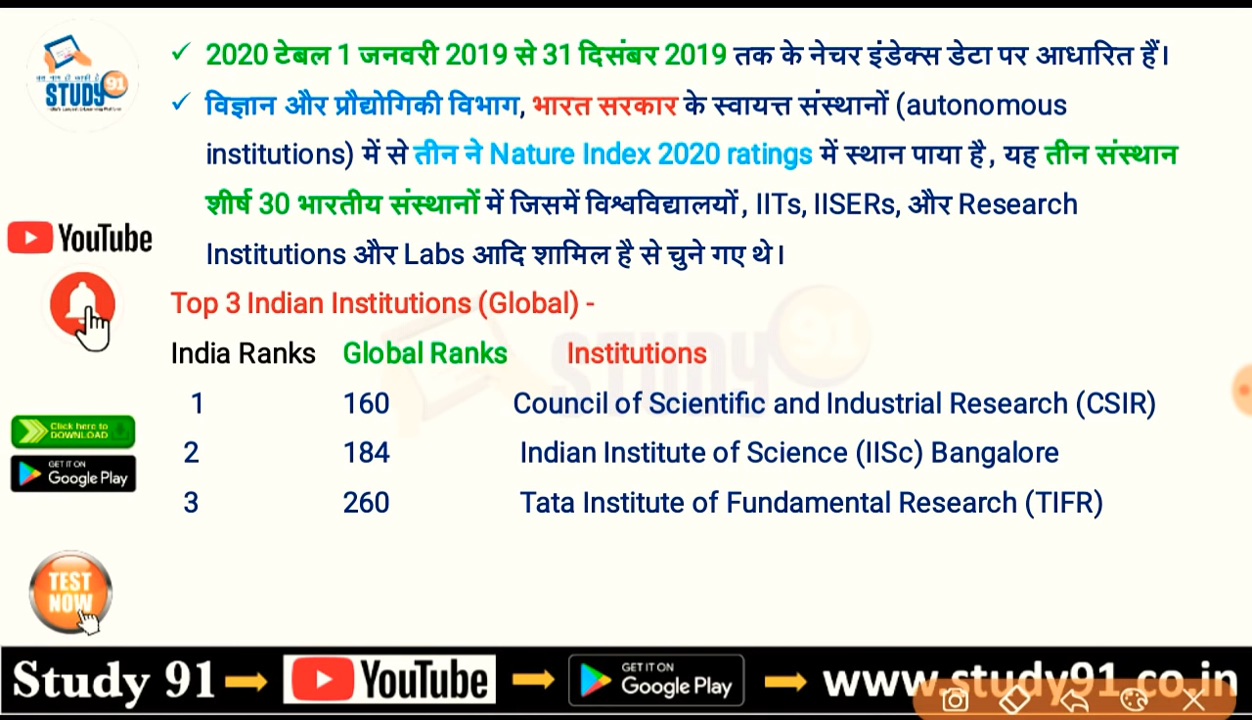 2020 टेबल 1 जनवरी 2019 से 31 दिसंबर 2019 तक के नेचर इंडेक्स डेटा पर आधारित हैं।
विज्ञान और प्रौद्योगिकी विभाग, भारत सरकार के स्वायत्त संस्थानों (autonomous
institutions) में से तीन ने Nature Index 2020 ratings में स्थान पाया है, यह तीन संस्थान
शीर्ष 30 भारतीय संस्थानों में जिसमें विश्वविद्यालयों, IITs, IISERs, और Research
Institutions और Labs आदि शामिल है से चुने गए थे।
Top 3 Indian Institutions (Global) -
India Ranks Global Ranks Institutions
1 160 Council of Scientific and Industrial Research (CSIR)
2 184 Indian Institute of Science (IISc) Bangalore
3 260 Tata Institute of Fundamental Research (TIFR)
STUDY 91
YouTube
Click here to
DOWNLOAD
GET IT ON
Google Play
TEST
NOW
STUDY
Study 91 YouTube GET IT ON Google Play www.study91.co.in